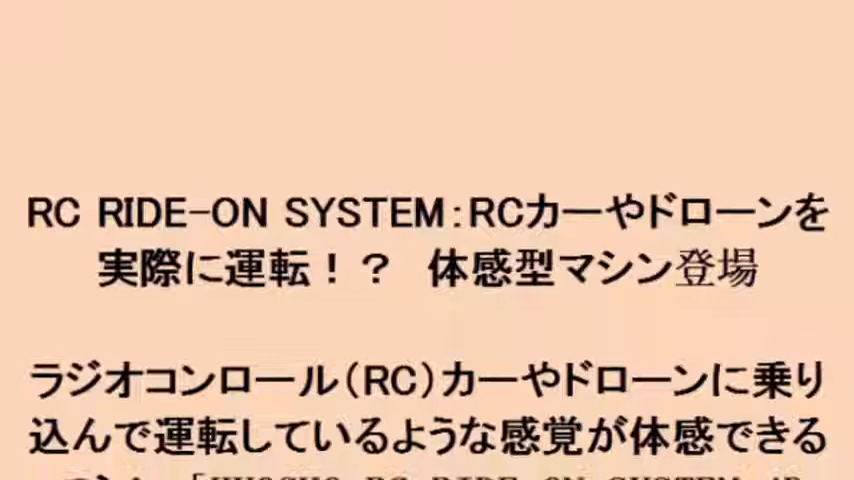 RC RIDE-ON SYSTEM：RCカーやドローンを
実際に運転！？　体感型マシン登場
ラジオコンロール（RC）カーやドローンに乗り
込んで運転しているような感覚が体感できる